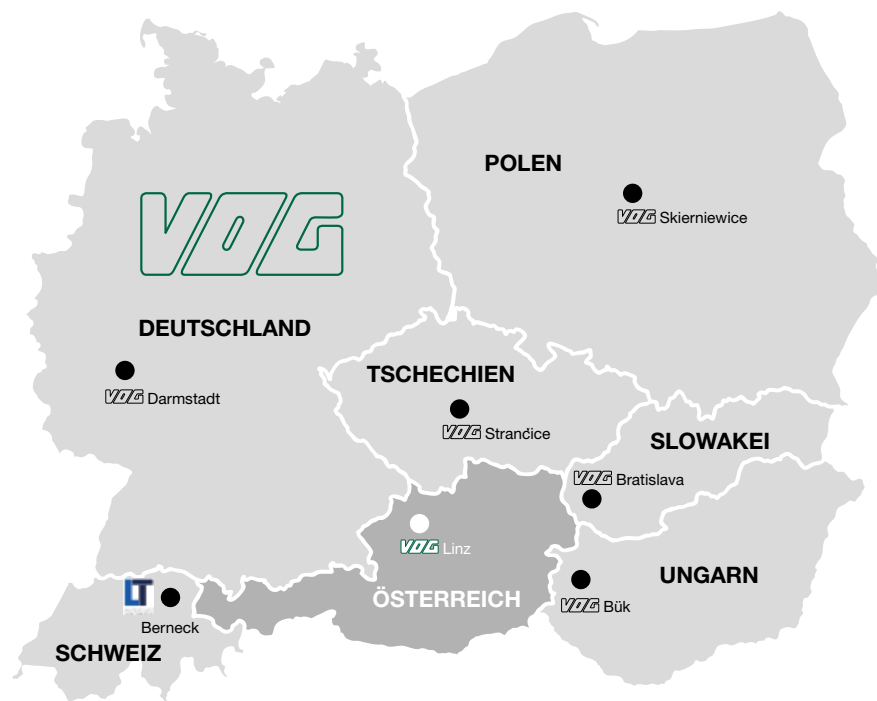 POLEN
VOG Skierniewice
VOG
DEUTSCHLAND
VOG Darmstadt
TSCHECHIEN
VOG Strančice
SLOWAKEI
VOG Bratislava
VOG Linz
UNGARN
VOG Bük
ÖSTERREICH
LT
Berneck
SCHWEIZ